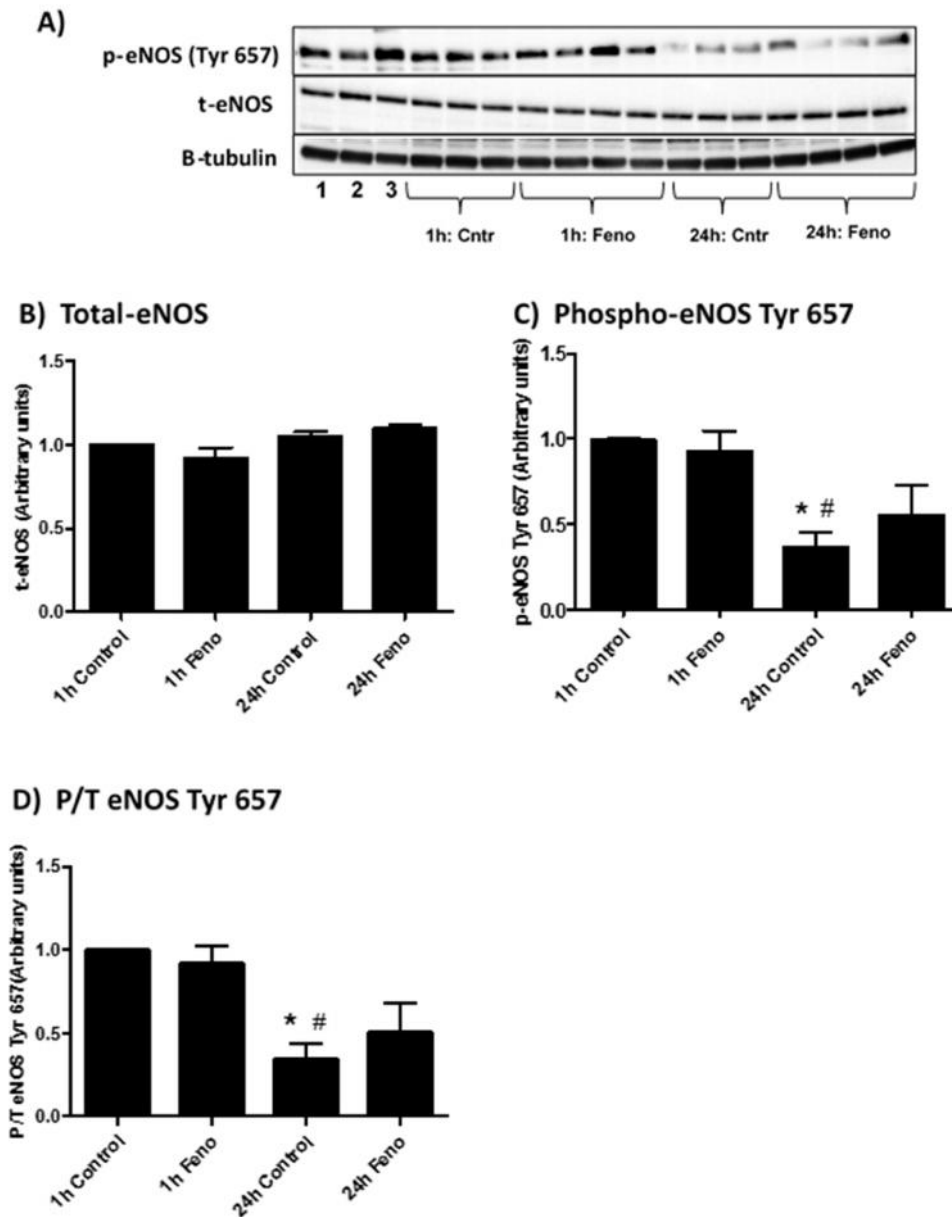 A)
p-eNOS (Tyr 657)
t-eNOS
B-tubulin
1 2 3
1h: Cntr 1h: Feno 24h: Cntr 24h: Feno
B) Total-eNOS
t-eNOS (Arbitrary units)
1.5
1.0
0.5
0.0
1h Control
1h Feno
24h Control
24h Feno
C) Phospho-eNOS Tyr 657
p-eNOS Tyr 657 (Arbitrary units)
1.5
1.0
0.5
0.0
* #
1h Control
1h Feno
24h Control
24h Feno
D) P/T eNOS Tyr 657
P/T eNOS Tyr 657(Arbitrary units)
1.5
1.0
0.5
0.0
* #
1h Control
1h Feno
24h Control
24h Feno